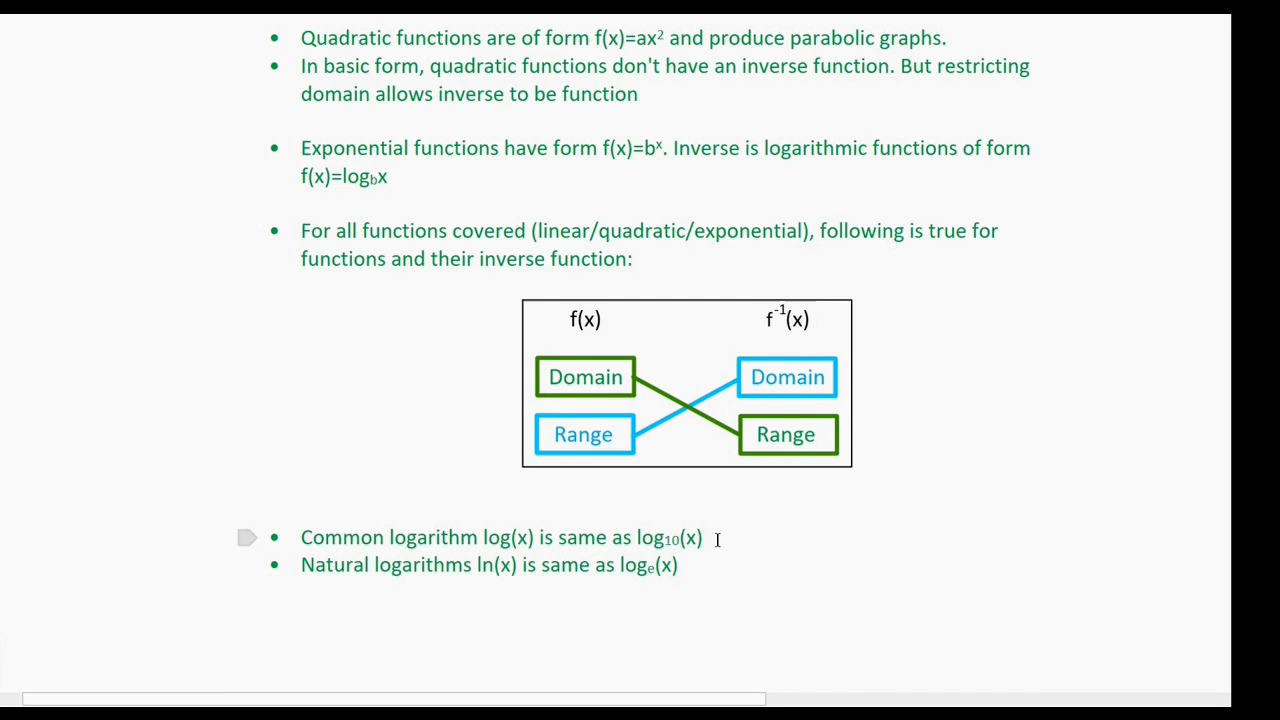 • Quadratic functions are of form f(x)=ax² and produce parabolic graphs.
• In basic form, quadratic functions don't have an inverse function. But restricting
domain allows inverse to be function
• Exponential functions have form f(x)=bˣ. Inverse is logarithmic functions of form
f(x)=log_b x
• For all functions covered (linear/quadratic/exponential), following is true for
functions and their inverse function:
f(x) f⁻¹(x)
Domain Domain
Range Range
• Common logarithm log(x) is same as log₁₀(x)
• Natural logarithms ln(x) is same as logₑ(x)